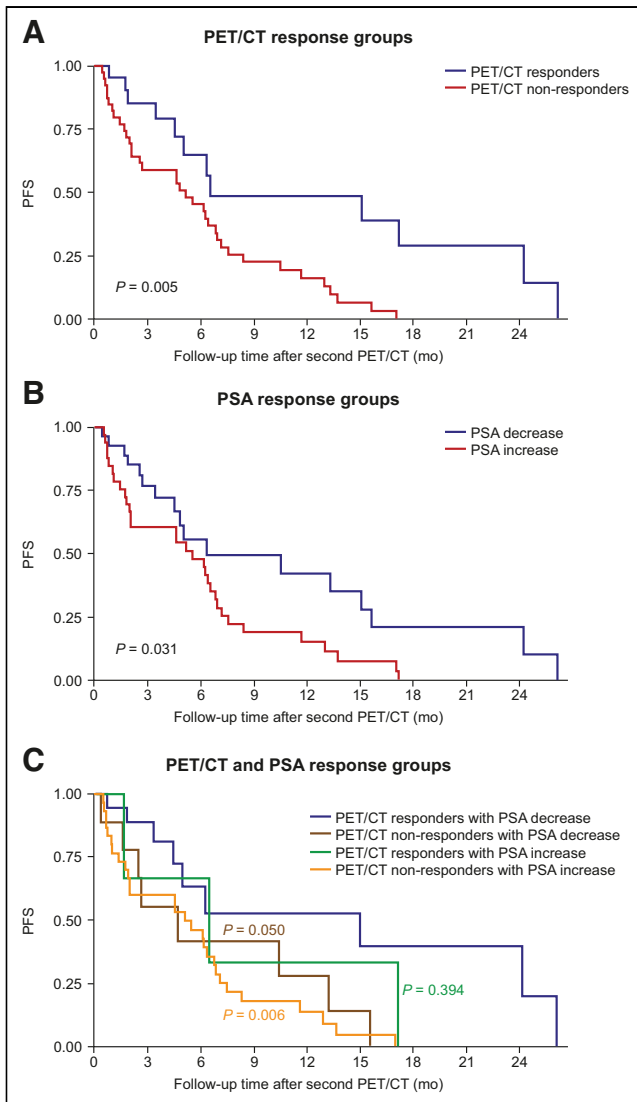 A
PET/CT response groups
PET/CT responders
PET/CT non-responders
1.00
0.75
0.50
0.25
0.00
PFS
P = 0.005
0 3 6 9 12 15 18 21 24
Follow-up time after second PET/CT (mo)
B
PSA response groups
PSA decrease
PSA increase
1.00
0.75
0.50
0.25
0.00
PFS
P = 0.031
0 3 6 9 12 15 18 21 24
Follow-up time after second PET/CT (mo)
C
PET/CT and PSA response groups
PET/CT responders with PSA decrease
PET/CT non-responders with PSA decrease
PET/CT responders with PSA increase
PET/CT non-responders with PSA increase
1.00
0.75
0.50
0.25
0.00
PFS
P = 0.050
P = 0.394
P = 0.006
0 3 6 9 12 15 18 21 24
Follow-up time after second PET/CT (mo)